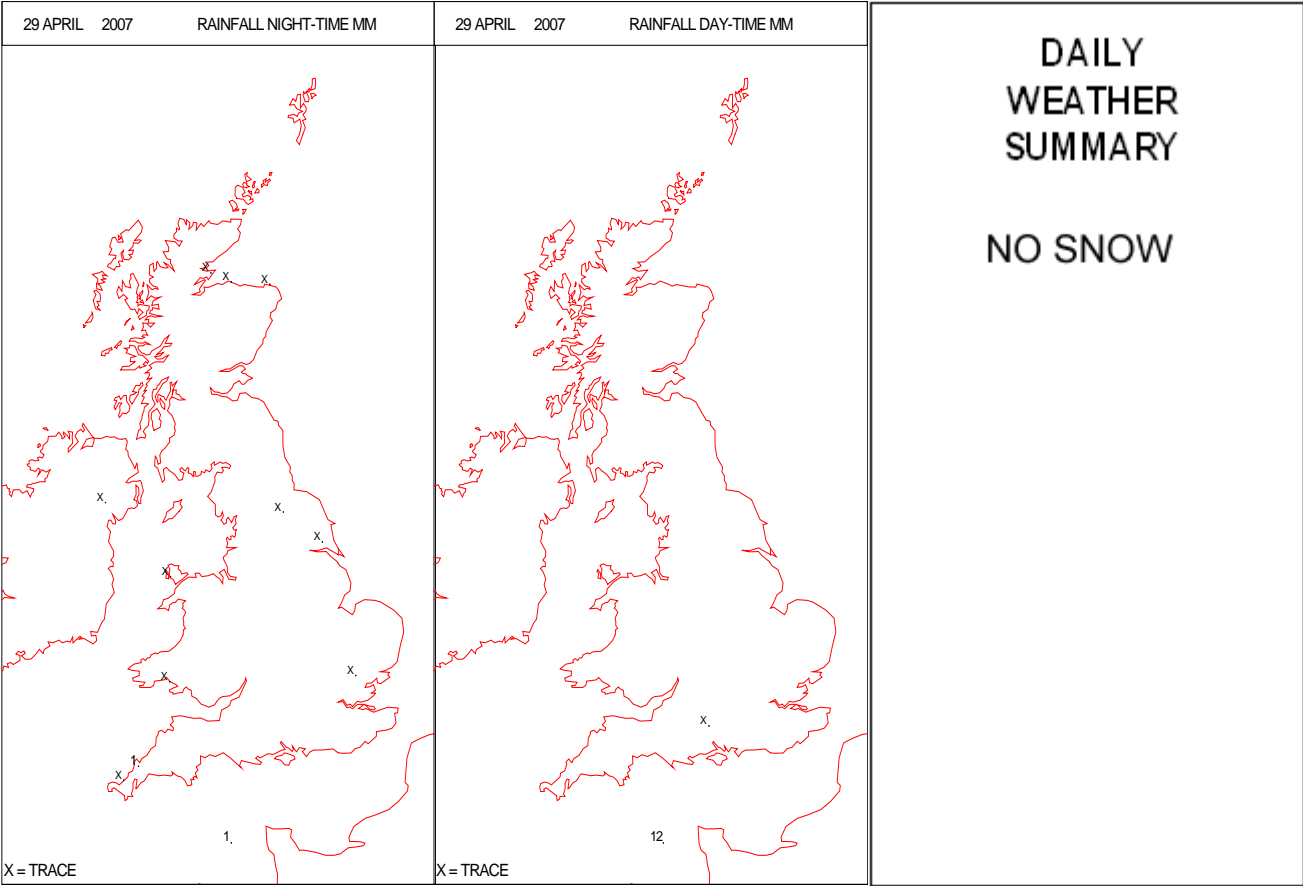 29 APRIL 2007 RAINFALL NIGHT-TIME MM
X
X
X
X
X
X
X
X
X
1
X
1
X = TRACE
29 APRIL 2007 RAINFALL DAY-TIME MM
X
12
X = TRACE
DAILY
WEATHER
SUMMARY
NO SNOW